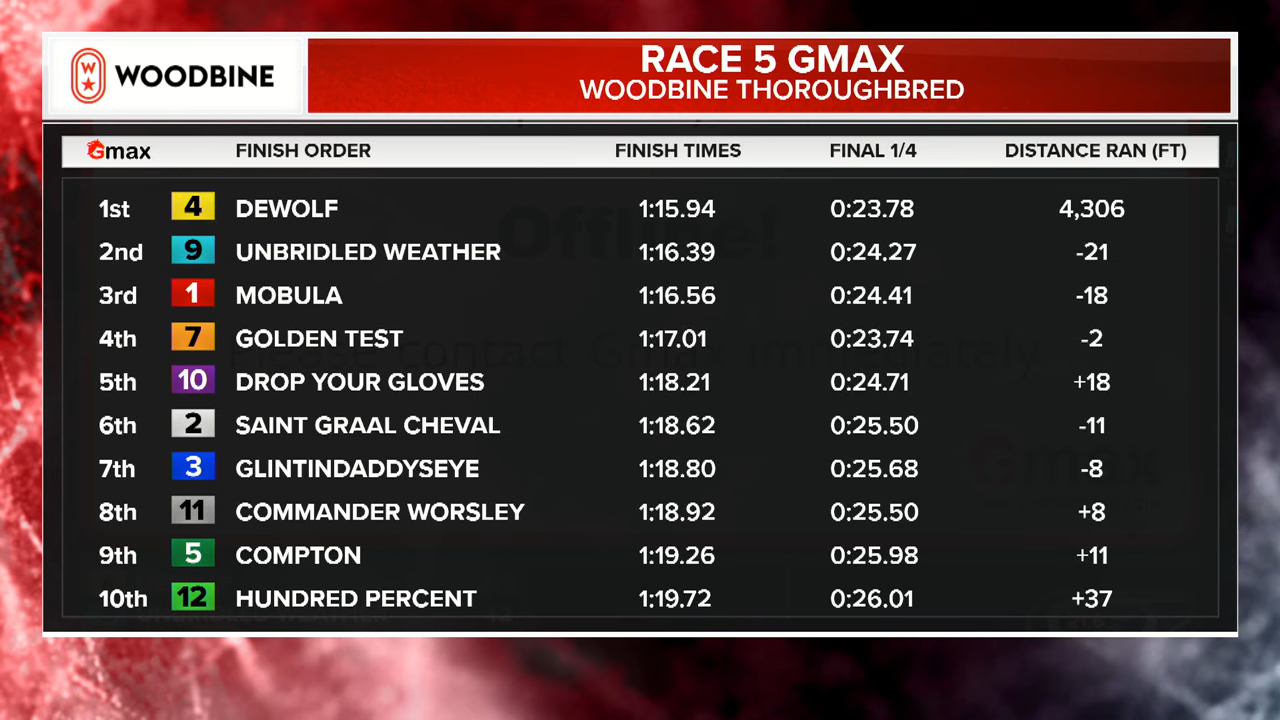 W
WOODBINE
RACE 5 GMAX
WOODBINE THOROUGHBRED
Gmax FINISH ORDER FINISH TIMES FINAL 1/4 DISTANCE RAN (FT)
1st 4 DEWOLF 1:15.94 0:23.78 4,306
2nd 9 UNBRIDLED WEATHER 1:16.39 0:24.27 -21
3rd 1 MOBULA 1:16.56 0:24.41 -18
4th 7 GOLDEN TEST 1:17.01 0:23.74 -2
5th 10 DROP YOUR GLOVES 1:18.21 0:24.71 +18
6th 2 SAINT GRAAL CHEVAL 1:18.62 0:25.50 -11
7th 3 GLINTINDADDYSEYE 1:18.80 0:25.68 -8
8th 11 COMMANDER WORSLEY 1:18.92 0:25.50 +8
9th 5 COMPTON 1:19.26 0:25.98 +11
10th 12 HUNDRED PERCENT 1:19.72 0:26.01 +37
Offline!
Please contact Gmax immediately
Gmax